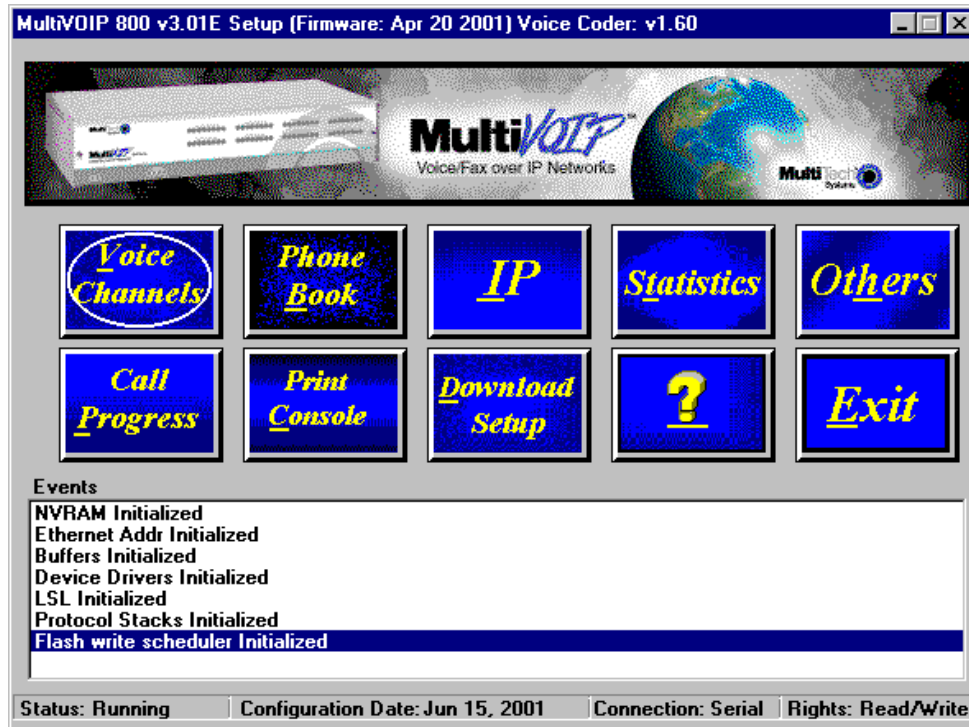 MultiVOIP 800 v3.01E Setup (Firmware: Apr 20 2001) Voice Coder: v1.60
MultiVOIP™
Voice/Fax over IP Networks
MultiTech
Systems
Voice Channels
Phone Book
IP
Statistics
Others
Call Progress
Print Console
Download Setup
?
Exit
Events
NVRAM Initialized
Ethernet Addr Initialized
Buffers Initialized
Device Drivers Initialized
LSL Initialized
Protocol Stacks Initialized
Flash write scheduler Initialized
Status: Running
Configuration Date: Jun 15, 2001
Connection: Serial
Rights: Read/Write